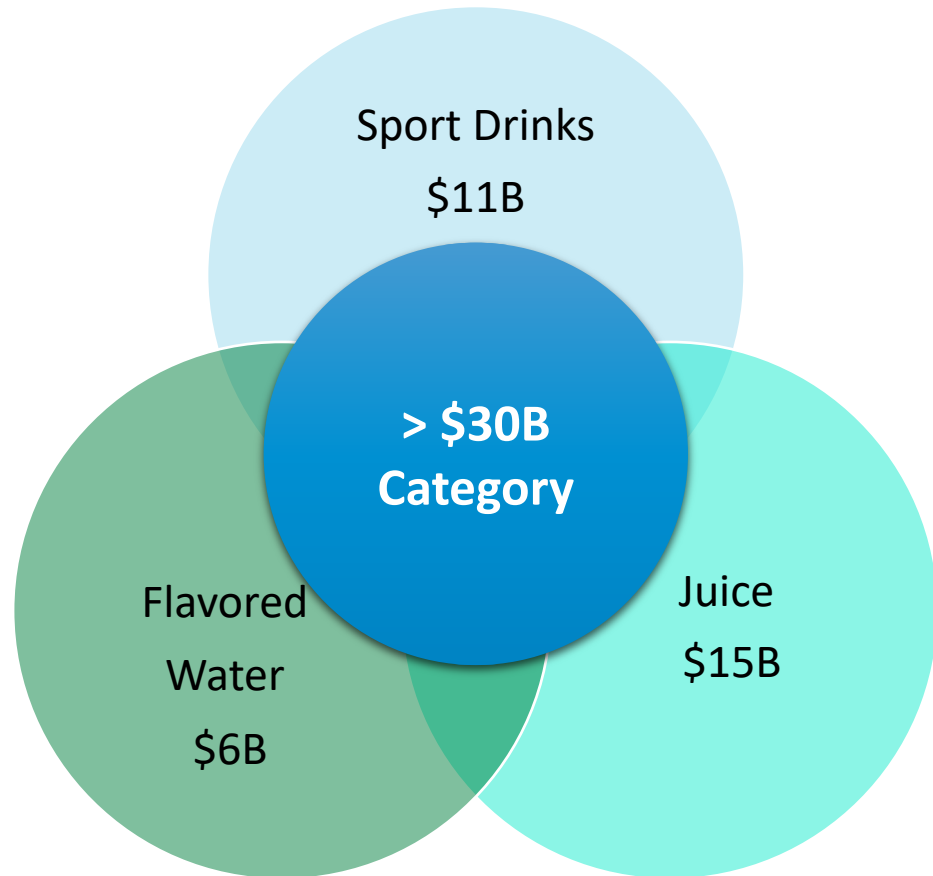 Sport Drinks
$11B
> $30B
Category
Flavored
Water
$6B
Juice
$15B